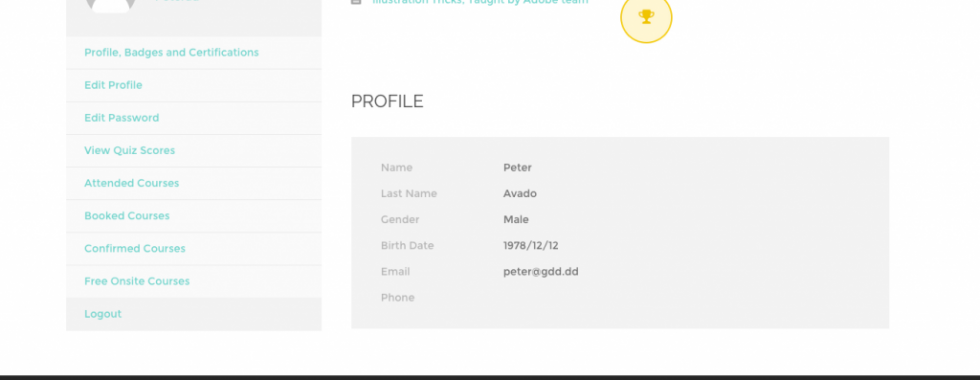 Illustration Tricks, Taught by Adobe team
Profile, Badges and Certifications
Edit Profile
Edit Password
View Quiz Scores
Attended Courses
Booked Courses
Confirmed Courses
Free Onsite Courses
Logout
PROFILE
Name Peter
Last Name Avado
Gender Male
Birth Date 1978/12/12
Email peter@gdd.dd
Phone